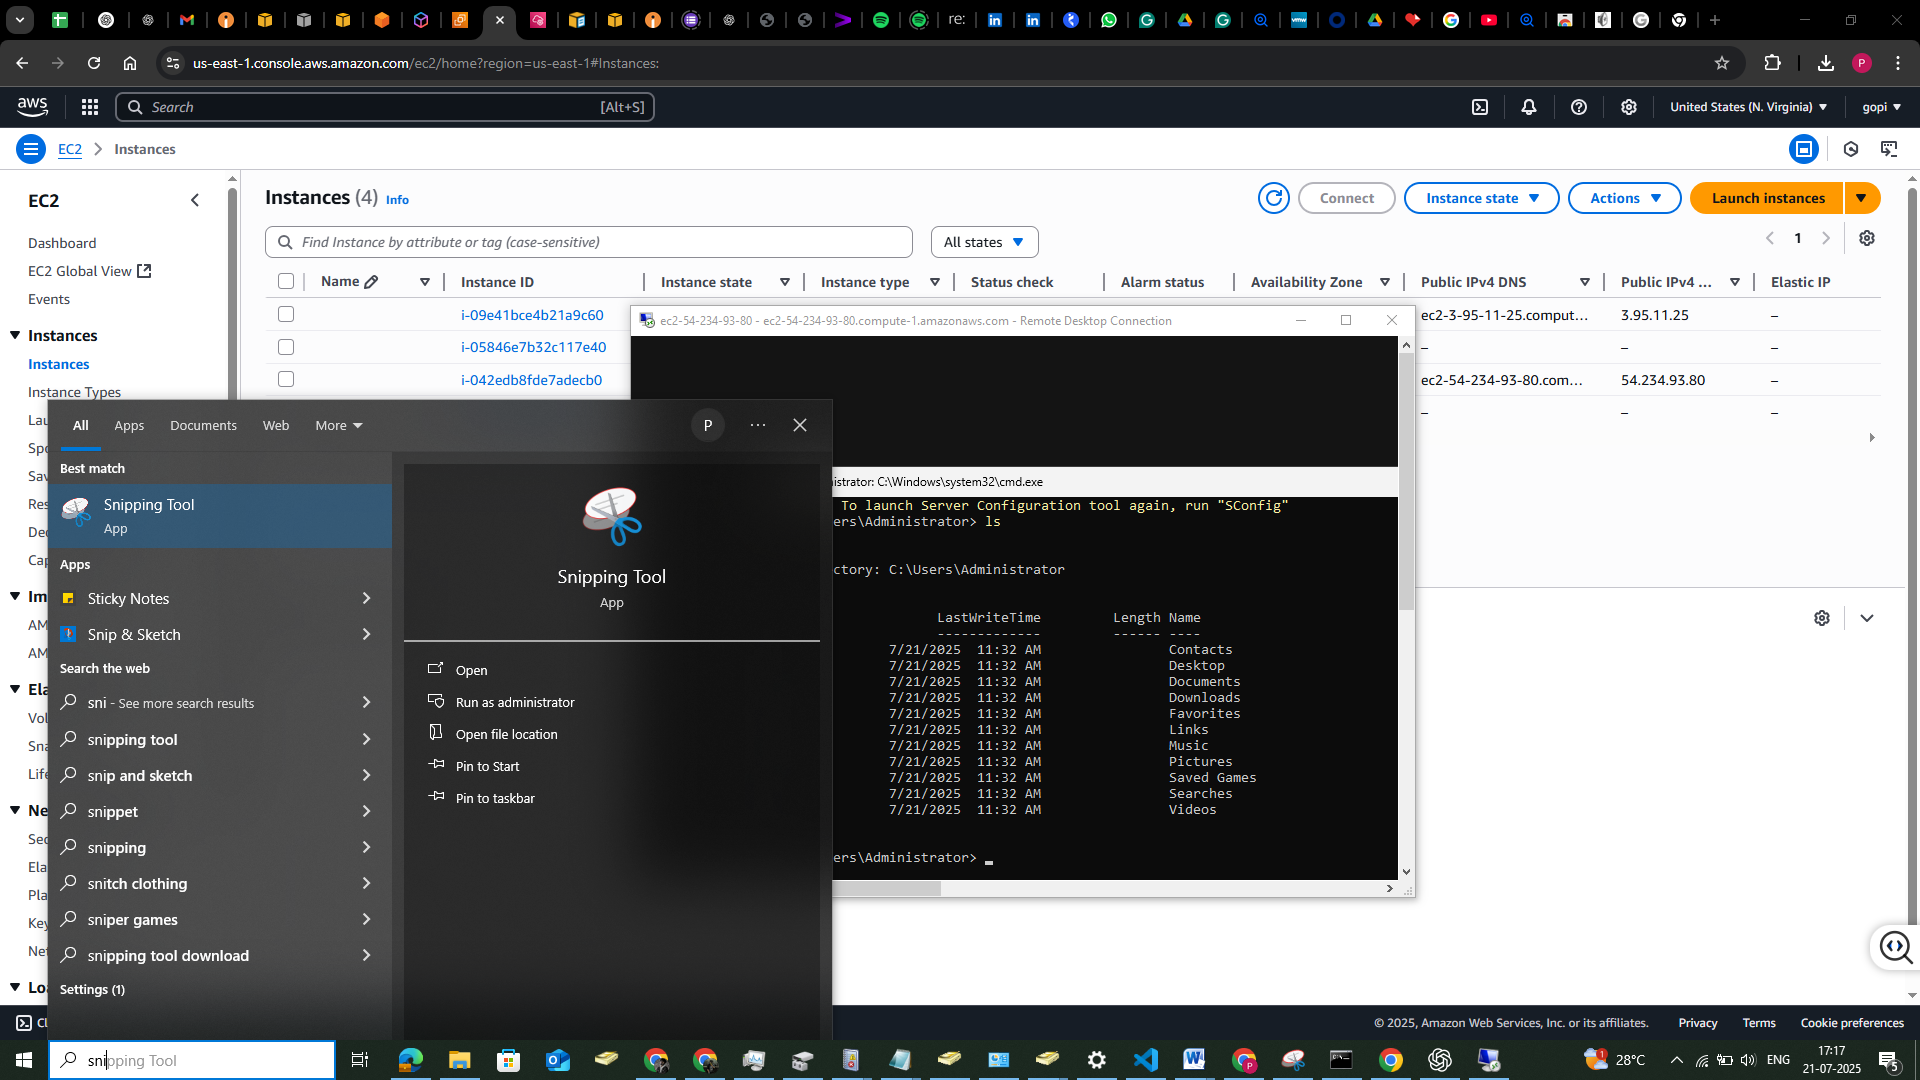 re:
us-east-1.console.aws.amazon.com/ec2/home?region=us-east-1#Instances:
P
aws
Search
[Alt+S]
United States (N. Virginia)
gopi
EC2
Instances
EC2
Dashboard
EC2 Global View
Events
Instances
Instances
Instance Types
Instances (4) Info
Connect
Instance state
Actions
Launch instances
Find Instance by attribute or tag (case-sensitive)
All states
1
Name
Instance ID
Instance state
Instance type
Status check
Alarm status
Availability Zone
Public IPv4 DNS
Public IPv4 ...
Elastic IP
i-09e41bce4b21a9c60
ec2-3-95-11-25.comput...
3.95.11.25
–
i-05846e7b32c117e40
–
–
–
i-042edb8fde7adecb0
ec2-54-234-93-80.com...
54.234.93.80
–
–
–
–
ec2-54-234-93-80 - ec2-54-234-93-80.compute-1.amazonaws.com - Remote Desktop Connection
istrator: C:\Windows\system32\cmd.exe
To launch Server Configuration tool again, run "SConfig"
ers\Administrator> ls
ctory: C:\Users\Administrator
LastWriteTime Length Name
------------- ------ ----
7/21/2025 11:32 AM Contacts
7/21/2025 11:32 AM Desktop
7/21/2025 11:32 AM Documents
7/21/2025 11:32 AM Downloads
7/21/2025 11:32 AM Favorites
7/21/2025 11:32 AM Links
7/21/2025 11:32 AM Music
7/21/2025 11:32 AM Pictures
7/21/2025 11:32 AM Saved Games
7/21/2025 11:32 AM Searches
7/21/2025 11:32 AM Videos
ers\Administrator> _
All
Apps
Documents
Web
More
P
Best match
Snipping Tool
App
Apps
Sticky Notes
Snip & Sketch
Search the web
sni - See more search results
snipping tool
snip and sketch
snippet
snipping
snitch clothing
sniper games
snipping tool download
Settings (1)
Snipping Tool
App
Open
Run as administrator
Open file location
Pin to Start
Pin to taskbar
Lau
Spo
Sav
Res
Dec
Cap
Im
AM
AM
Ela
Vol
Sna
Life
Ne
Sec
Ela
Pla
Key
Net
Loa
© 2025, Amazon Web Services, Inc. or its affiliates.
Privacy
Terms
Cookie preferences
snipping Tool
1
28°C
ENG
17:17
21-07-2025
5